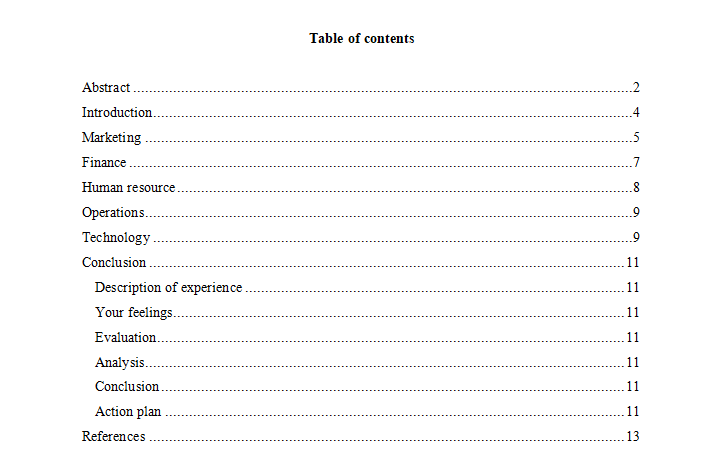 Table of contents
Abstract ........................................................................................................................................2
Introduction..................................................................................................................................4
Marketing .....................................................................................................................................5
Finance .........................................................................................................................................7
Human resource............................................................................................................................8
Operations....................................................................................................................................9
Technology ...................................................................................................................................9
Conclusion ..................................................................................................................................11
Description of experience ........................................................................................................11
Your feelings...........................................................................................................................11
Evaluation...............................................................................................................................11
Analysis..................................................................................................................................11
Conclusion..............................................................................................................................11
Action plan .............................................................................................................................11
References ..................................................................................................................................13